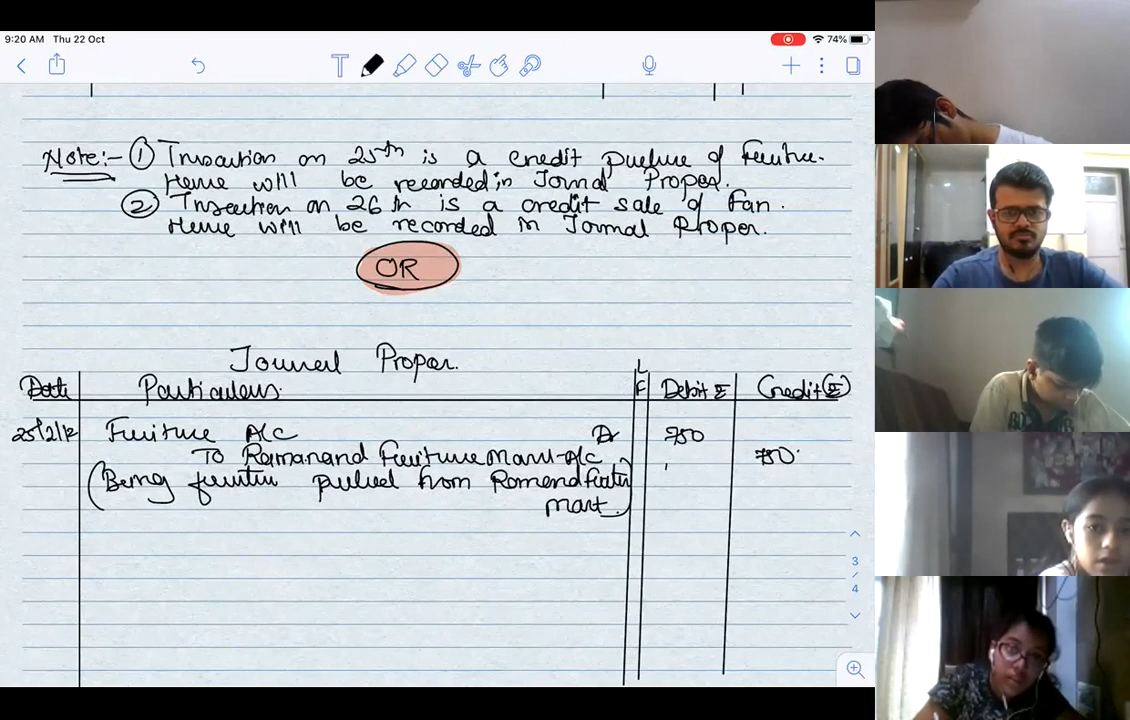 9:20 AM Thu 22 Oct
74%
T
Note:- ① Transaction on 25th is a credit purchase of Furniture.
Hence will be recorded in Journal Proper.
② Transaction on 26th is a credit sale of Fan.
Hence will be recorded in Journal Proper.
OR
Journal Proper.
Date Particulars. LF Debit ₹ Credit (₹)
25/2/12 Furniture A/c Dr 750
To Ramanand Furniture Mart A/c 750
(Being furniture from Ramanand Furniture
Mart.)
3
/
4